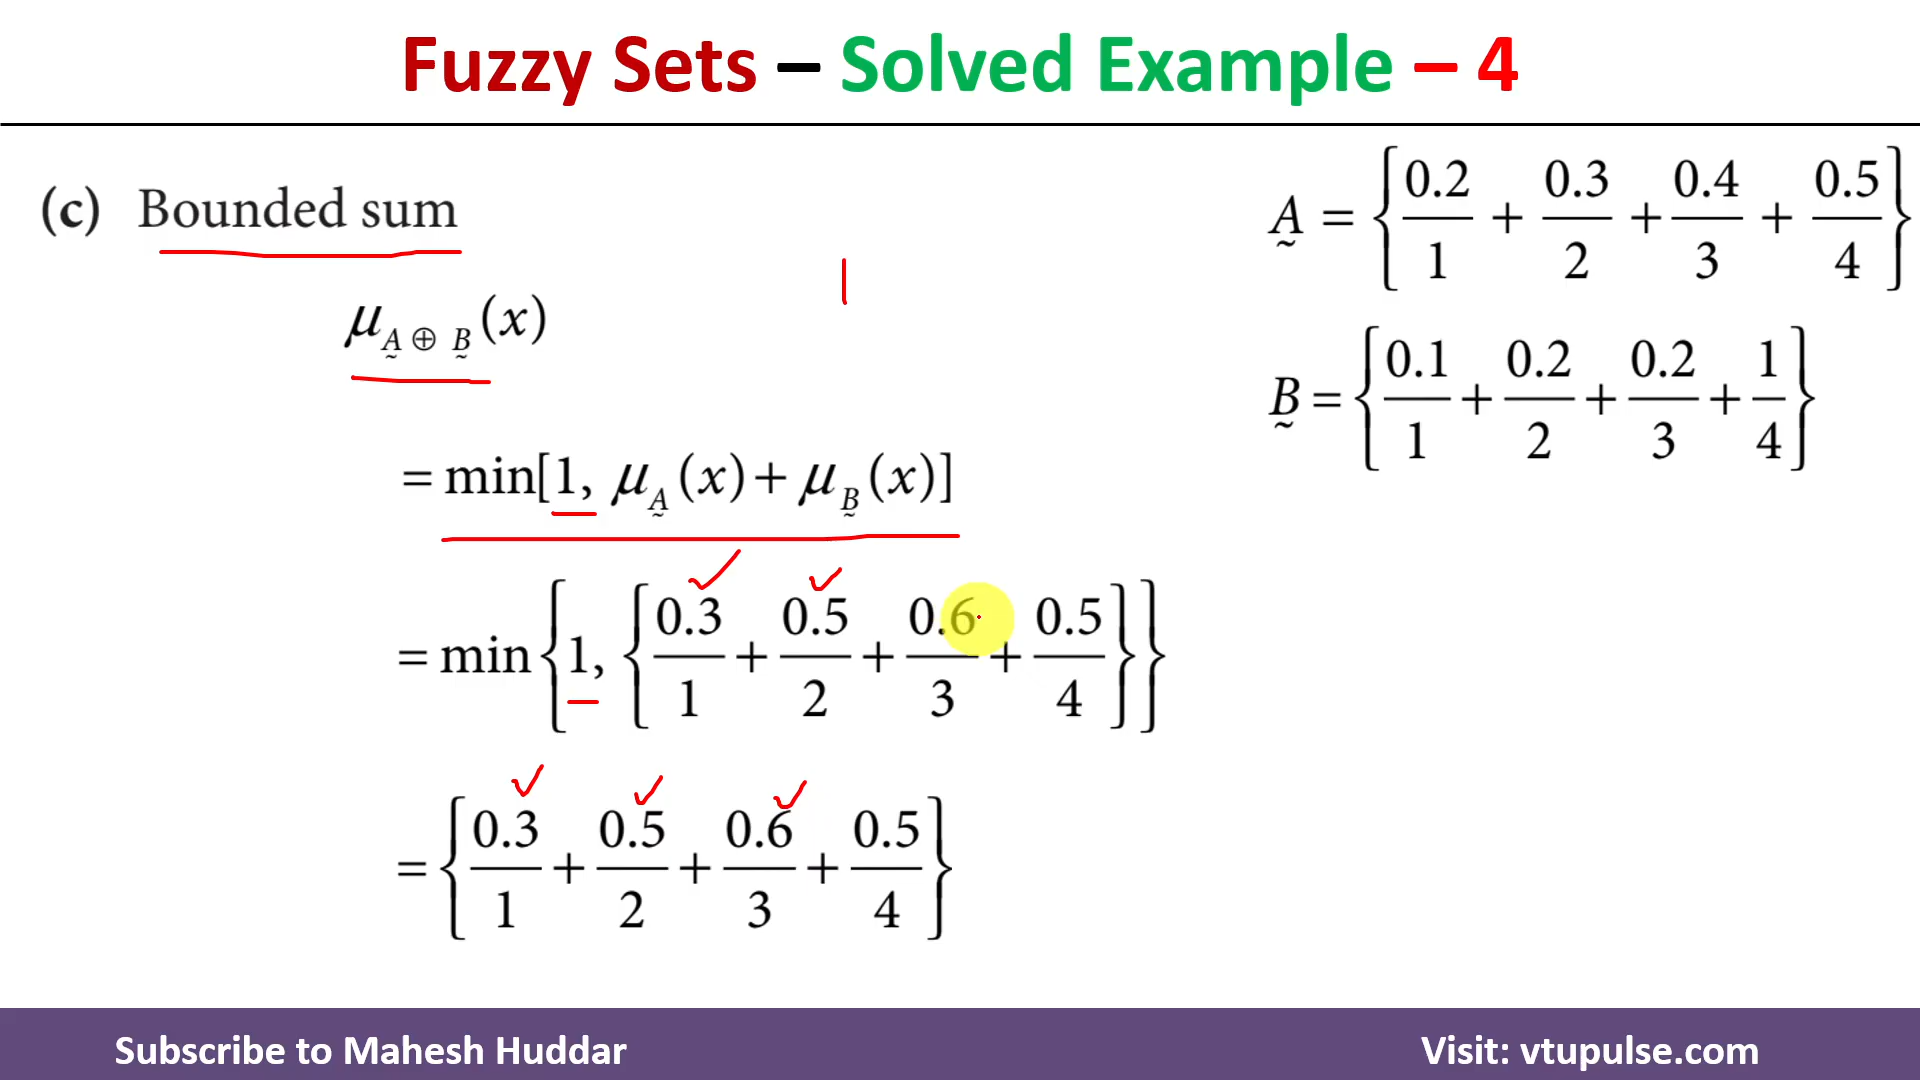 Fuzzy Sets – Solved Example – 4
(c) Bounded sum
μ_{A̰ ⊕ B̰}(x)
= min[1, μ_{A̰}(x) + μ_{B̰}(x)]
= min{1, {0.3/1 + 0.5/2 + 0.6/3 + 0.5/4}}
= {0.3/1 + 0.5/2 + 0.6/3 + 0.5/4}
A̰ = {0.2/1 + 0.3/2 + 0.4/3 + 0.5/4}
B̰ = {0.1/1 + 0.2/2 + 0.2/3 + 1/4}
Subscribe to Mahesh Huddar
Visit: vtupulse.com